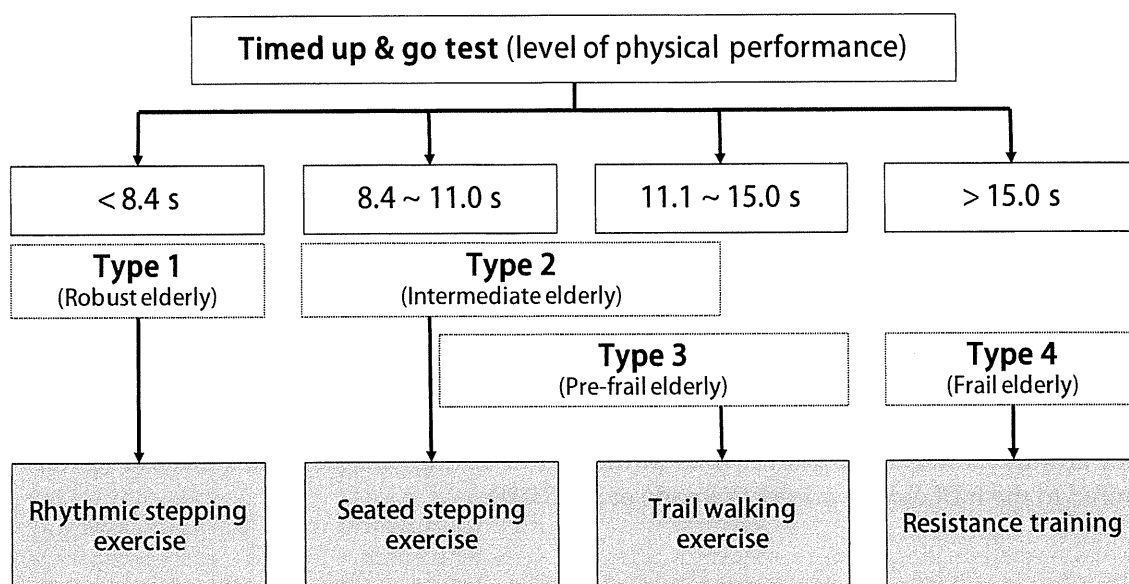 Timed up & go test (level of physical performance)
< 8.4 s
8.4 ~ 11.0 s
11.1 ~ 15.0 s
> 15.0 s
Type 1
(Robust elderly)
Type 2
(Intermediate elderly)
Type 3
(Pre-frail elderly)
Type 4
(Frail elderly)
Rhythmic stepping
exercise
Seated stepping
exercise
Trail walking
exercise
Resistance training